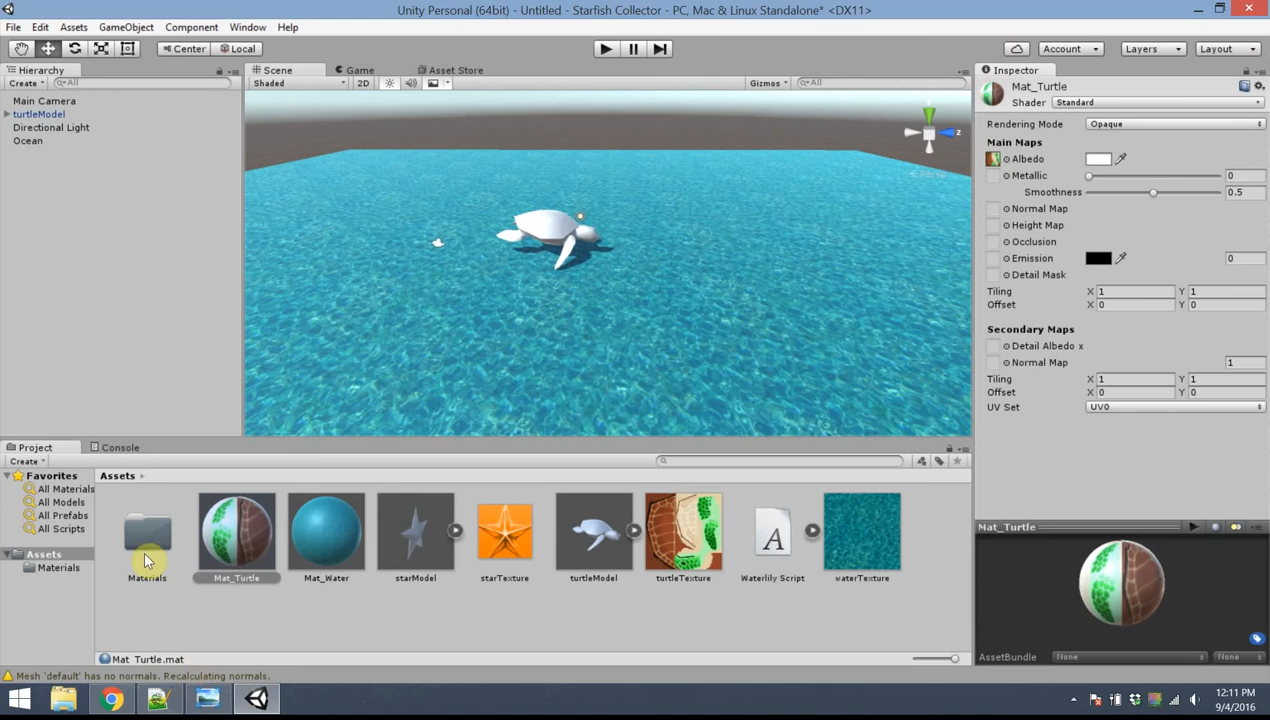 Unity Personal (64bit) - Untitled - Starfish Collector - PC, Mac & Linux Standalone* <DX11>
File Edit Assets GameObject Component Window Help
Center Local Account Layers Layout
Hierarchy
Create All
Main Camera
turtleModel
Directional Light
Ocean
Scene Game Asset Store
Shaded 2D Gizmos All
z
Persp
Inspector
Mat_Turtle
Shader Standard
Rendering Mode Opaque
Main Maps
Albedo
Metallic 0
Smoothness 0.5
Normal Map
Height Map
Occlusion
Emission 0
Detail Mask
Tiling X 1 Y 1
Offset X 0 Y 0
Secondary Maps
Detail Albedo x
Normal Map 1
Tiling X 1 Y 1
Offset X 0 Y 0
UV Set UV0
Project Console
Create
Favorites
All Materials
All Models
All Prefabs
All Scripts
Assets
Materials
Assets
Materials Mat_Turtle Mat_Water starModel starTexture turtleModel turtleTexture Waterlily Script waterTexture
A
Mat_Turtle.mat
Mat_Turtle
AssetBundle None None
Mesh 'default' has no normals. Recalculating normals.
12:11 PM
9/4/2016